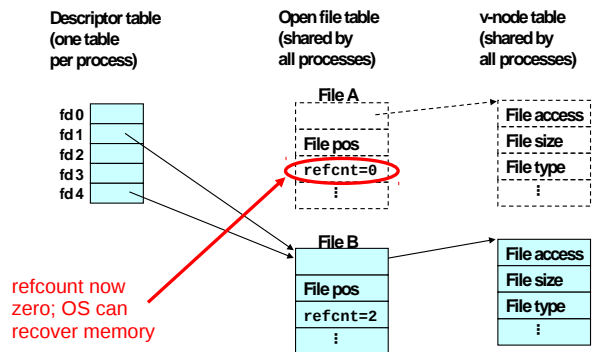 Descriptor table
(one table
per process]
Open file table
(shared by
all processes)
v-node table
(shared by
all processes)
fd 0
fd 1
fd 2
fd 3
fd 4
File A
File pos
refcnt=0
⋮
File access
File size
File type
⋮
File B
File pos
refcnt=2
⋮
File access
File size
File type
⋮
refcount now
zero; OS can
recover memory